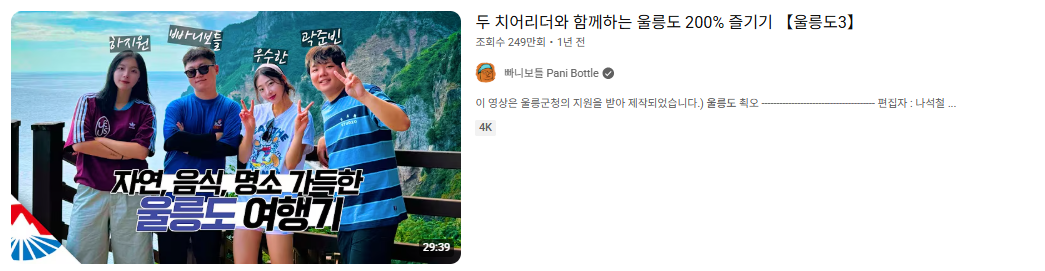 하지원
빠니보틀
우수한
곽준빈
자연, 음식, 명소 가득한
울릉도 여행기
29:39
두 치어리더와 함께하는 울릉도 200% 즐기기 【울릉도3】
조회수 249만회 • 1년 전
빠니보틀 Pani Bottle
이 영상은 울릉군청의 지원을 받아 제작되었습니다.) 울릉도 쵝오 -------------------------------------- 편집자 : 나석철 ...
4K